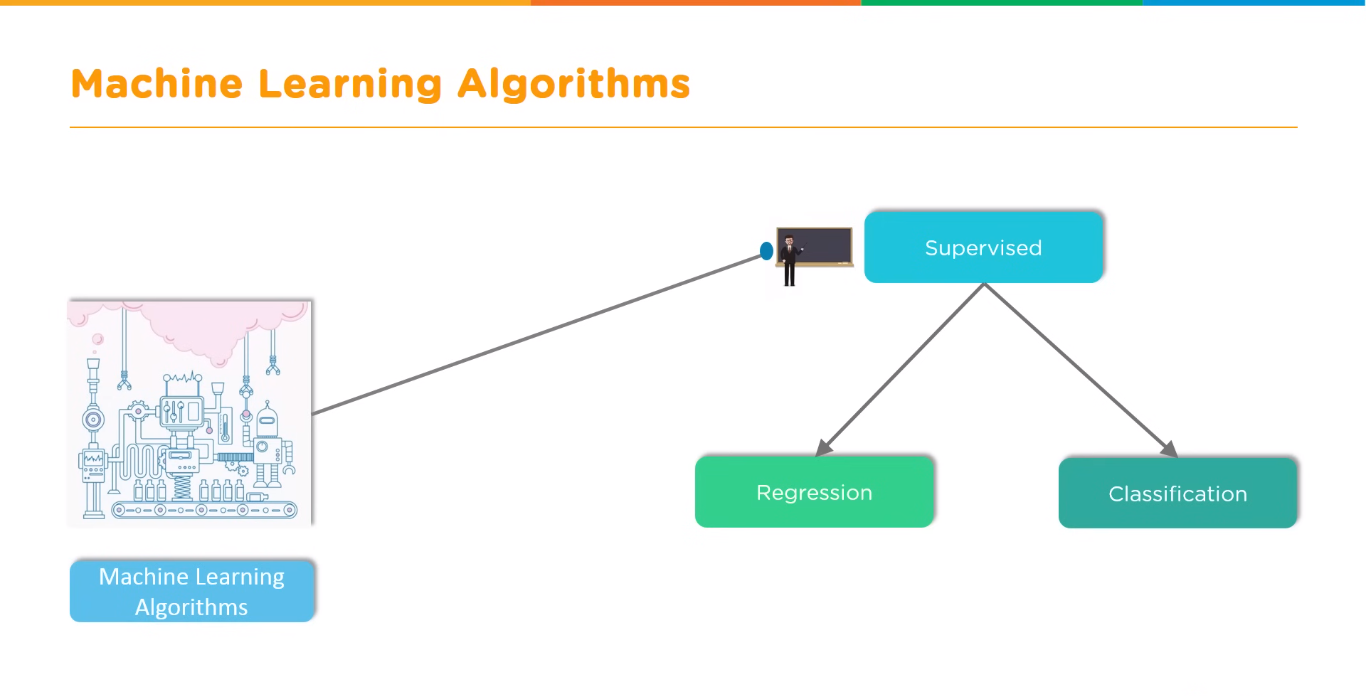 Machine Learning Algorithms
Supervised
Regression
Classification
Machine Learning
Algorithms